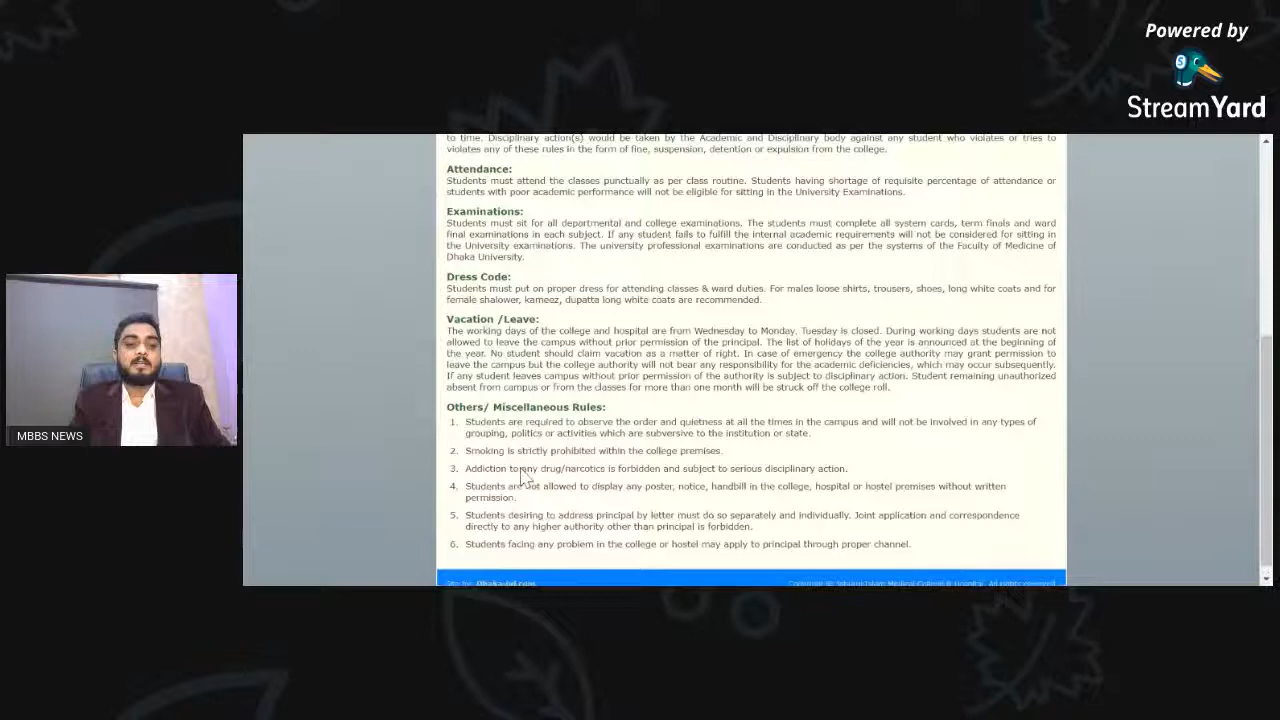 Powered by
StreamYard
to time. Disciplinary action(s) would be taken by the Academic and Disciplinary body against any student who violates or tries to
violates any of these rules in the form of fine, suspension, detention or expulsion from the college.
Attendance:
Students must attend the classes punctually as per class routine. Students having shortage of requisite percentage of attendance or
students with poor academic performance will not be eligible for sitting in the University Examinations.
Examinations:
Students must sit for all departmental and college examinations. The students must complete all system cards, term finals and ward
final examinations in each subject. If any student fails to fulfill the internal academic requirements will not be considered for sitting in
the University examinations. The university professional examinations are conducted as per the systems of the Faculty of Medicine of
Dhaka University.
Dress Code:
Students must put on proper dress for attending classes & ward duties. For males loose shirts, trousers, shoes, long white coats and for
female shalower, kameez, dupatta long white coats are recommended.
Vacation /Leave:
The working days of the college and hospital are from Wednesday to Monday. Tuesday is closed. During working days students are not
allowed to leave the campus without prior permission of the principal. The list of holidays of the year is announced at the beginning of
the year. No student should claim vacation as a matter of right. In case of emergency the college authority may grant permission to
leave the campus but the college authority will not bear any responsibility for the academic deficiencies, which may occur subsequently.
If any student leaves campus without prior permission of the authority is subject to disciplinary action. Student remaining unauthorized
absent from campus or from the classes for more than one month will be struck off the college roll.
Others/ Miscellaneous Rules:
1. Students are required to observe the order and quietness at all the times in the campus and will not be involved in any types of
grouping, politics or activities which are subversive to the institution or state.
2. Smoking is strictly prohibited within the college premises.
3. Addiction to any drug/narcotics is forbidden and subject to serious disciplinary action.
4. Students are not allowed to display any poster, notice, handbill in the college, hospital or hostel premises without written
permission.
5. Students desiring to address principal by letter must do so separately and individually. Joint application and correspondence
directly to any higher authority other than principal is forbidden.
6. Students facing any problem in the college or hostel may apply to principal through proper channel.
MBBS NEWS